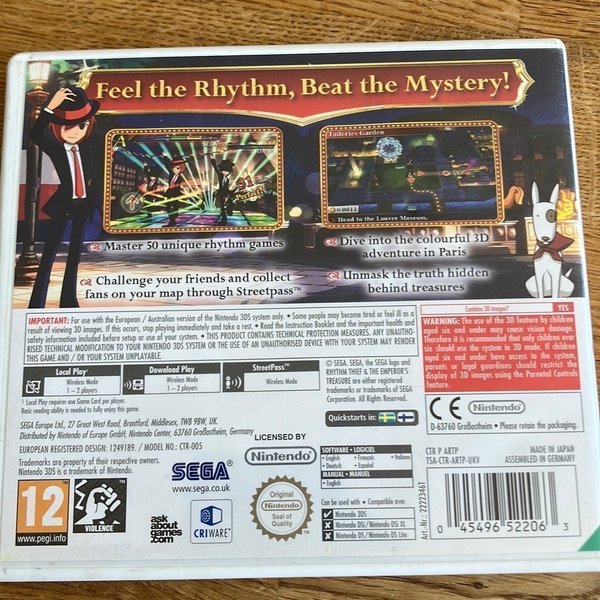 Feel the Rhythm, Beat the Mystery!
A
91
Perfect!
Tuileries Garden
×0011
Head to the Louvre Museum.
Master 50 unique rhythm games
Challenge your friends and collect
fans on your map through Streetpass™
Dive into the colourful 3D
adventure in Paris
Unmask the truth hidden
behind treasures
IMPORTANT: For use with the European / Australian version of the Nintendo 3DS system only. • Some people may become tired or feel ill as a
result of viewing 3D images. If this occurs, stop playing immediately and take a rest. • Read the Instruction Booklet and the important health and
safety information included before setup or use of your system. • THIS PRODUCT CONTAINS TECHNICAL PROTECTION MEASURES. ANY UNAUTHO-
RISED TECHNICAL MODIFICATION TO YOUR NINTENDO 3DS SYSTEM OR THE USE OF AN UNAUTHORISED DEVICE WITH YOUR SYSTEM MAY RENDER
THIS GAME AND / OR YOUR SYSTEM UNPLAYABLE.
Local Play¹
Wireless Mode
1 – 2 players
Download Play
Wireless Mode
1 – 2 players
StreetPass™
Wireless Mode
¹ Local Play requires one Game Card per player.
Basic reading ability is needed to fully enjoy this game.
SEGA Europe Ltd., 27 Great West Road, Brentford, Middlesex, TW8 9BW, UK.
Distributed by Nintendo of Europe GmbH, Nintendo Center, 63760 Großostheim, Germany
EUROPEAN REGISTERED DESIGN: 1249189. / MODEL NO.: CTR-005
Trademarks are property of their respective owners.
Nintendo 3DS is a trademark of Nintendo.
© SEGA. SEGA, the SEGA logo and
RHYTHM THIEF & THE EMPEROR'S
TREASURE are either registered
trademarks or trademarks of SEGA
Corporation. All Rights Reserved.
Quickstarts in:
Contains 3D images?
YES
WARNING: The use of the 3D feature by children
aged six and under may cause vision damage.
Therefore it is recommended that only children over
six should use the system in 3D mode. If children
aged six and under have access to the system,
parents or legal guardians should restrict the
display of 3D images using the Parental Controls
feature.
CE
Nintendo
D-63760 Großostheim • Please retain the packaging.
12
www.pegi.info
VIOLENCE
ask
about
games.com
SEGA
www.sega.co.uk
CRIWARE
LICENSED BY
Nintendo
Original
Nintendo
Seal of
Quality
SOFTWARE • LOGICIEL
• English • Français • Italiano
• Deutsch • Español
MANUAL • MANUEL
• English
Can be used with • Compatible avec
Nintendo 3DS
Nintendo DSi/Nintendo DSi XL
Nintendo DS/Nintendo DS Lite
Art.-Nr.: 2222346T
CTR P ARTP
TSA-CTR-ARTP-UKV
MADE IN JAPAN
ASSEMBLED IN GERMANY
0 45496 52206 3